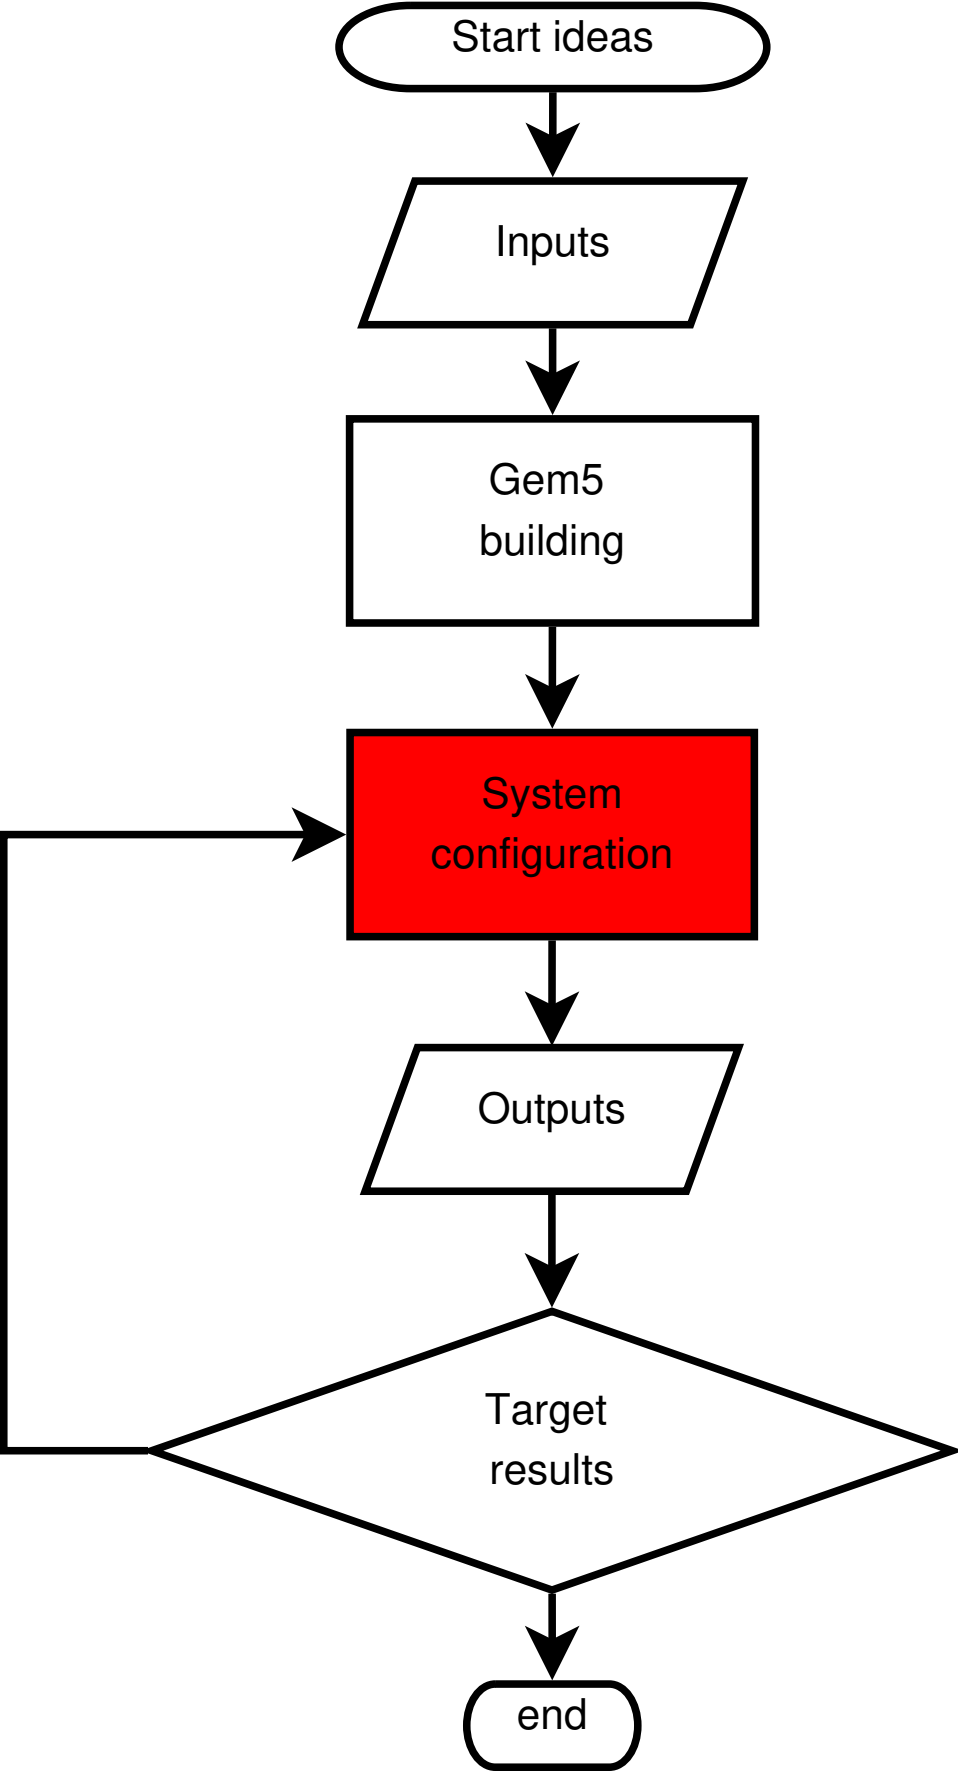 Start ideas
Inputs
Gem5
building
System
configuration
Outputs
Target
results
end